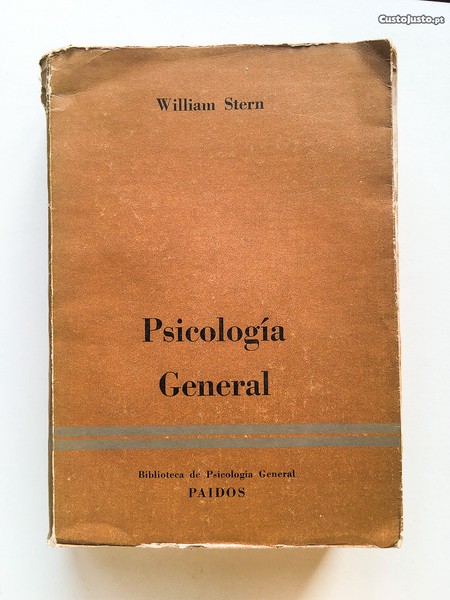 CustoJusto.pt
William Stern
Psicología
General
Biblioteca de Psicología General
PAIDOS